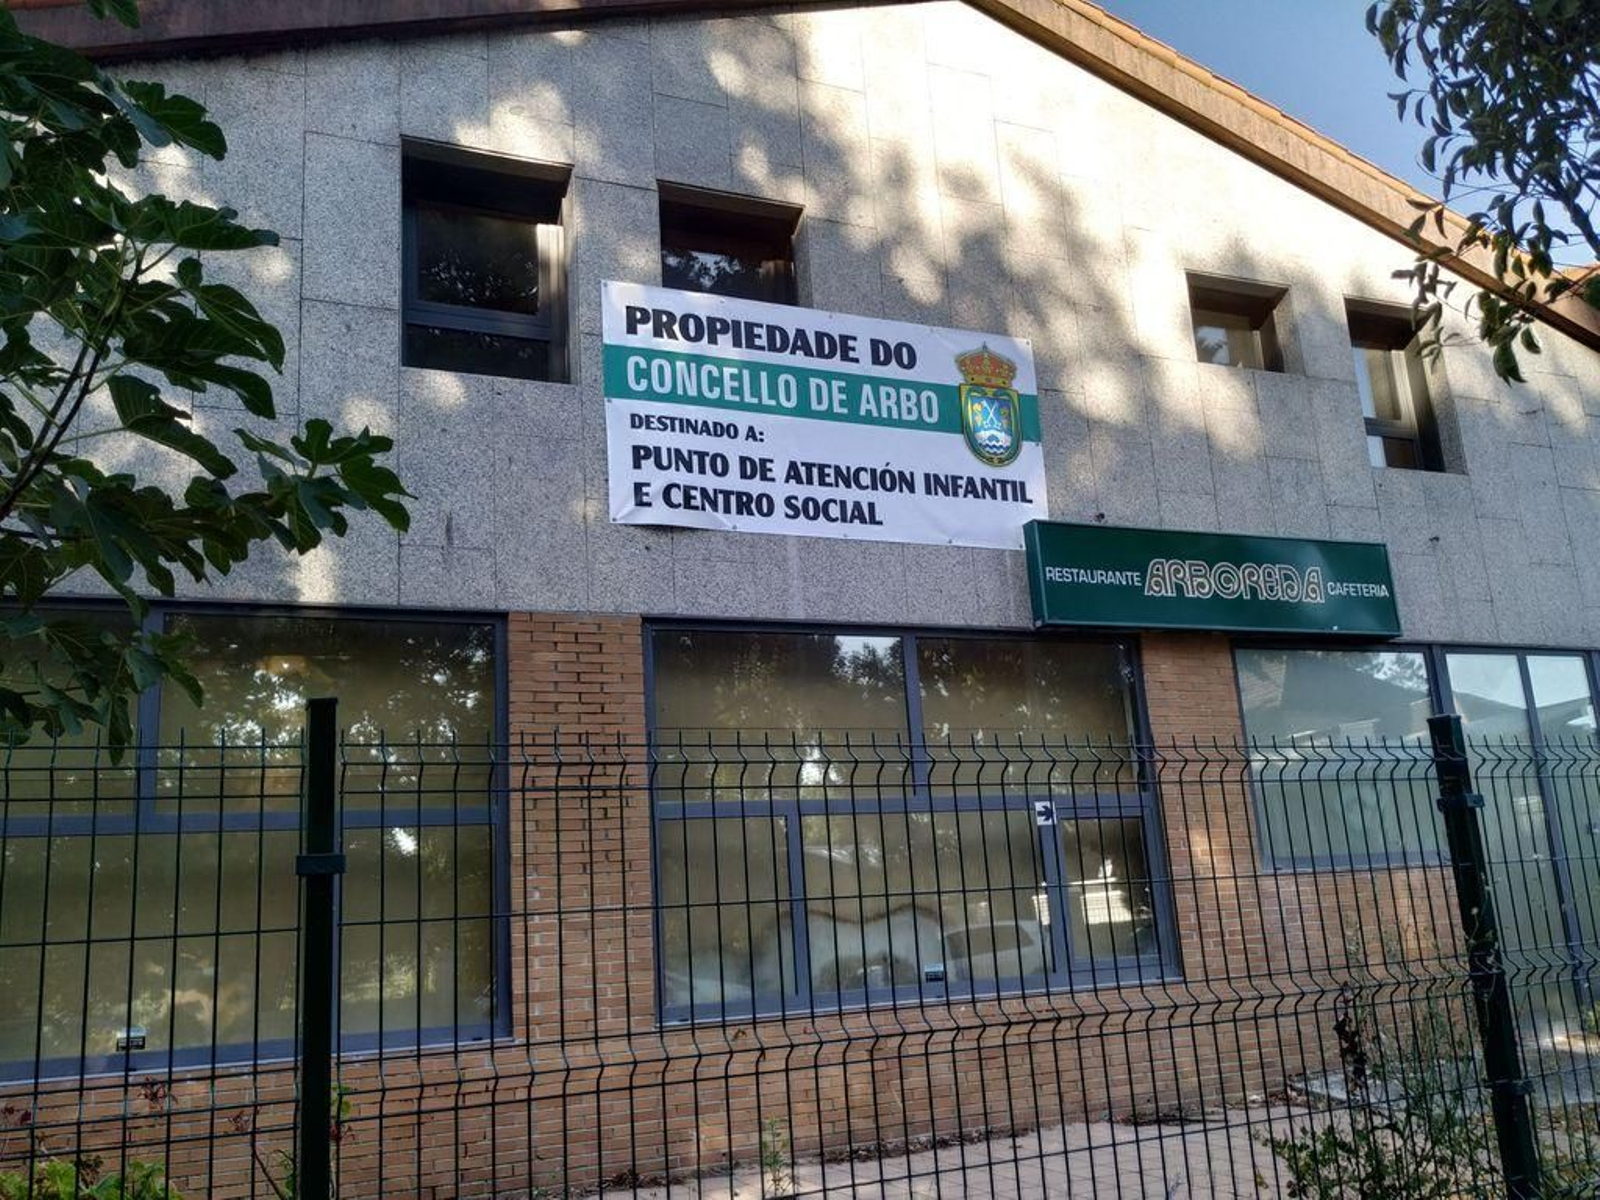 PROPIEDADE DO
CONCELLO DE ARBO
DESTINADO A:
PUNTO DE ATENCIÓN INFANTIL
E CENTRO SOCIAL
RESTAURANTE ARBOREDA CAFETERIA